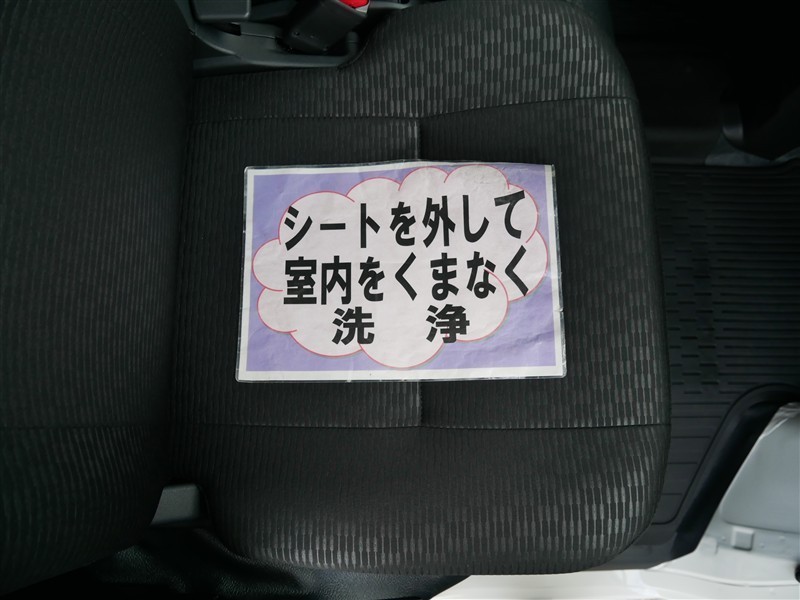 シートを外して
室内をくまなく
洗　浄